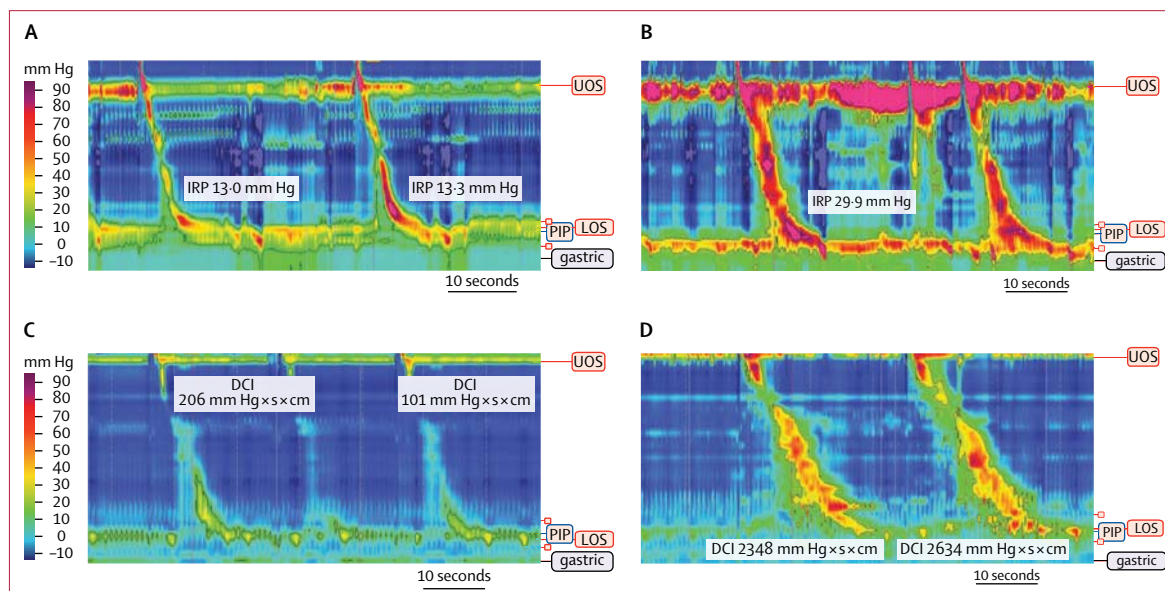 A
mm Hg
90
80
70
60
50
40
30
20
10
0
–10
IRP 13·0 mm Hg
IRP 13·3 mm Hg
UOS
PIP
LOS
gastric
10 seconds
B
IRP 29·9 mm Hg
UOS
PIP
LOS
gastric
10 seconds
C
mm Hg
90
80
70
60
50
40
30
20
10
0
–10
DCI
206 mm Hg×s×cm
DCI
101 mm Hg×s×cm
UOS
PIP
LOS
gastric
10 seconds
D
DCI 2348 mm Hg×s×cm
DCI 2634 mm Hg×s×cm
UOS
PIP
LOS
gastric
10 seconds